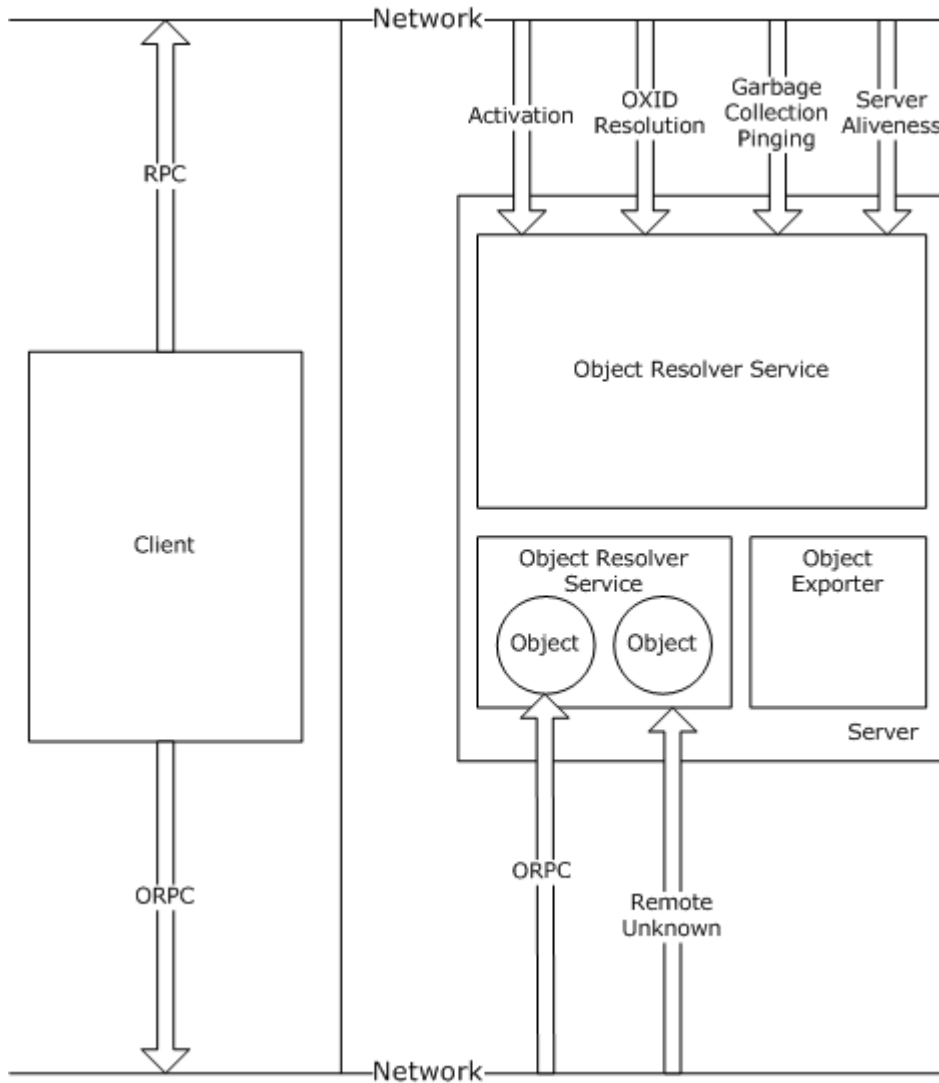 Network
Activation
OXID
Resolution
Garbage
Collection
Pinging
Server
Aliveness
RPC
Object Resolver Service
Client
Object Resolver
Service
Object
Object
Object
Exporter
Server
ORPC
ORPC
Remote
Unknown
Network